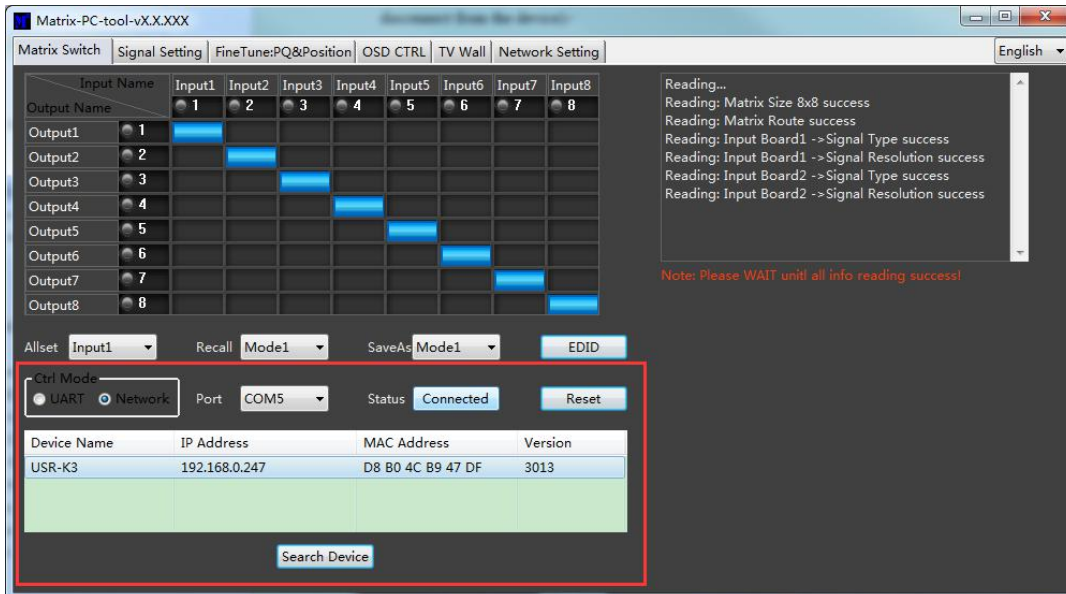 Matrix-PC-tool-vX.X.XXX
Matrix Switch Signal Setting FineTune:PQ&Position OSD CTRL TV Wall Network Setting English
Input Name Input1 Input2 Input3 Input4 Input5 Input6 Input7 Input8
Output Name 1 2 3 4 5 6 7 8
Output1 1
Output2 2
Output3 3
Output4 4
Output5 5
Output6 6
Output7 7
Output8 8
Reading...
Reading: Matrix Size 8x8 success
Reading: Matrix Route success
Reading: Input Board1 ->Signal Type success
Reading: Input Board1 ->Signal Resolution success
Reading: Input Board2 ->Signal Type success
Reading: Input Board2 ->Signal Resolution success
Note: Please WAIT unitl all info reading success!
Allset Input1 Recall Mode1 SaveAs Mode1 EDID
Ctrl Mode
UART Network Port COM5 Status Connected Reset
Device Name IP Address MAC Address Version
USR-K3 192.168.0.247 D8 B0 4C B9 47 DF 3013
Search Device